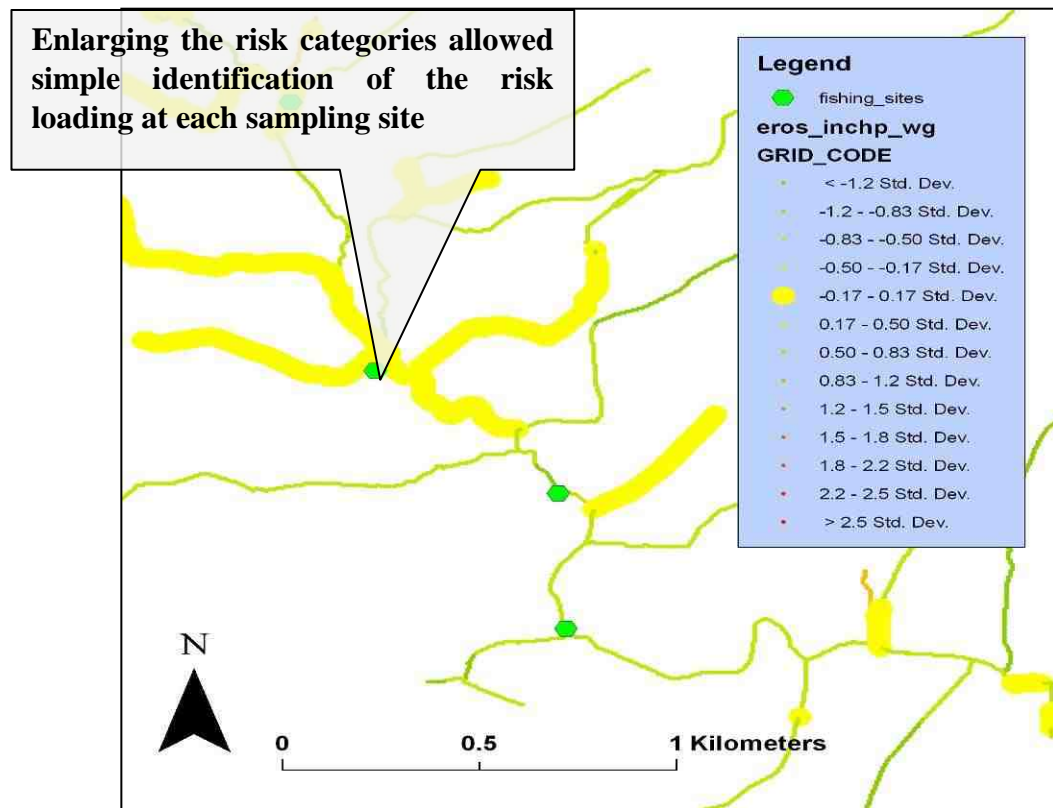 Enlarging the risk categories allowed
simple identification of the risk
loading at each sampling site
Legend
fishing_sites
eros_inchp_wg
GRID_CODE
< -1.2 Std. Dev.
-1.2 - -0.83 Std. Dev.
-0.83 - -0.50 Std. Dev.
-0.50 - -0.17 Std. Dev.
-0.17 - 0.17 Std. Dev.
0.17 - 0.50 Std. Dev.
0.50 - 0.83 Std. Dev.
0.83 - 1.2 Std. Dev.
1.2 - 1.5 Std. Dev.
1.5 - 1.8 Std. Dev.
1.8 - 2.2 Std. Dev.
2.2 - 2.5 Std. Dev.
> 2.5 Std. Dev.
N
0 0.5 1 Kilometers